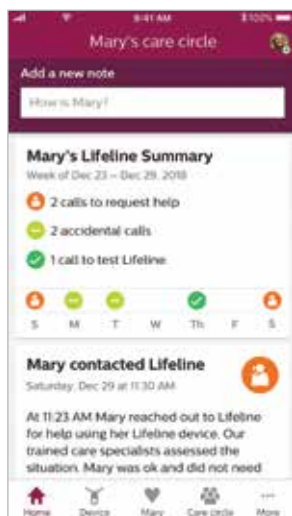 9:41 AM 100%
Mary's care circle
Add a new note
How is Mary?
Mary's Lifeline Summary
Week of Dec 23 – Dec 29, 2018
2 calls to request help
2 accidental calls
1 call to test Lifeline
S M T W Th F S
Mary contacted Lifeline
Saturday, Dec 29 at 11:30 AM
At 11:23 AM Mary reached out to Lifeline
for help using her Lifeline device. Our
trained care specialists assessed the
situation. Mary was ok and did not need
Home Device Mary Care circle More